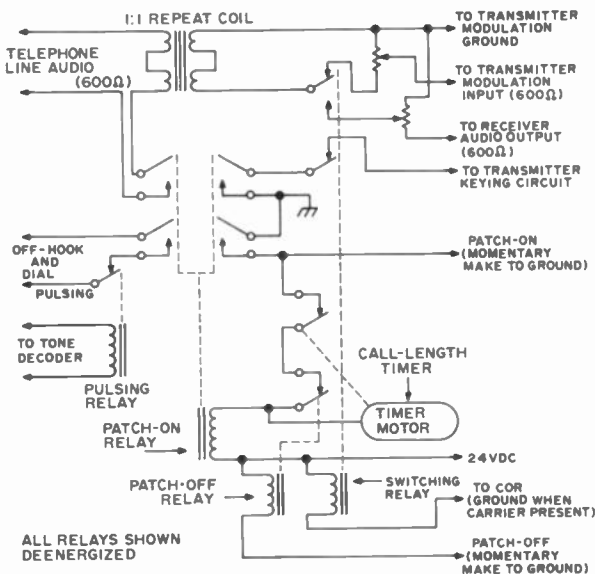 1:1 REPEAT COIL
TO TRANSMITTER
MODULATION
GROUND
TELEPHONE
LINE AUDIO
(600Ω)
TO TRANSMITTER
MODULATION
INPUT (600Ω)
TO RECEIVER
AUDIO OUTPUT
(600Ω)
TO TRANSMITTER
KEYING CIRCUIT
OFF-HOOK
AND
DIAL
PULSING
PATCH-ON
(MOMENTARY
MAKE TO GROUND)
TO TONE
DECODER
PULSING
RELAY
CALL-LENGTH
TIMER
TIMER
MOTOR
PATCH-ON
RELAY
24VDC
PATCH-OFF
RELAY
SWITCHING
RELAY
TO COR
(GROUND WHEN
CARRIER PRESENT)
ALL RELAYS SHOWN
DEENERGIZED
PATCH-OFF
(MOMENTARY
MAKE TO GROUND)